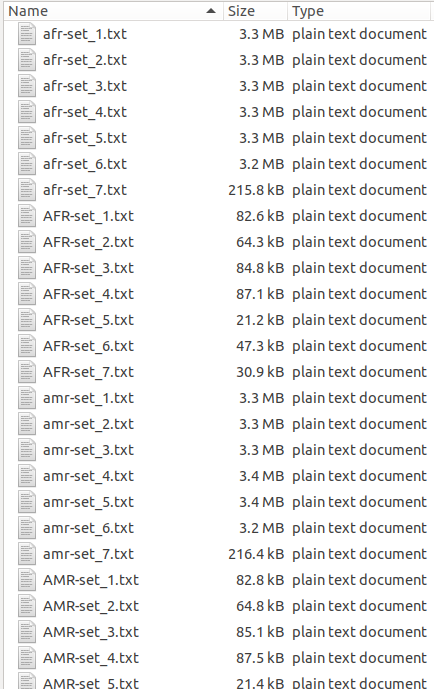 Name Size Type
afr-set_1.txt 3.3 MB plain text document
afr-set_2.txt 3.3 MB plain text document
afr-set_3.txt 3.3 MB plain text document
afr-set_4.txt 3.3 MB plain text document
afr-set_5.txt 3.3 MB plain text document
afr-set_6.txt 3.2 MB plain text document
afr-set_7.txt 215.8 kB plain text document
AFR-set_1.txt 82.6 kB plain text document
AFR-set_2.txt 64.3 kB plain text document
AFR-set_3.txt 84.8 kB plain text document
AFR-set_4.txt 87.1 kB plain text document
AFR-set_5.txt 21.2 kB plain text document
AFR-set_6.txt 47.3 kB plain text document
AFR-set_7.txt 30.9 kB plain text document
amr-set_1.txt 3.3 MB plain text document
amr-set_2.txt 3.3 MB plain text document
amr-set_3.txt 3.3 MB plain text document
amr-set_4.txt 3.4 MB plain text document
amr-set_5.txt 3.4 MB plain text document
amr-set_6.txt 3.2 MB plain text document
amr-set_7.txt 216.4 kB plain text document
AMR-set_1.txt 82.8 kB plain text document
AMR-set_2.txt 64.8 kB plain text document
AMR-set_3.txt 85.1 kB plain text document
AMR-set_4.txt 87.5 kB plain text document
AMR-set_5.txt 21.4 kB plain text document